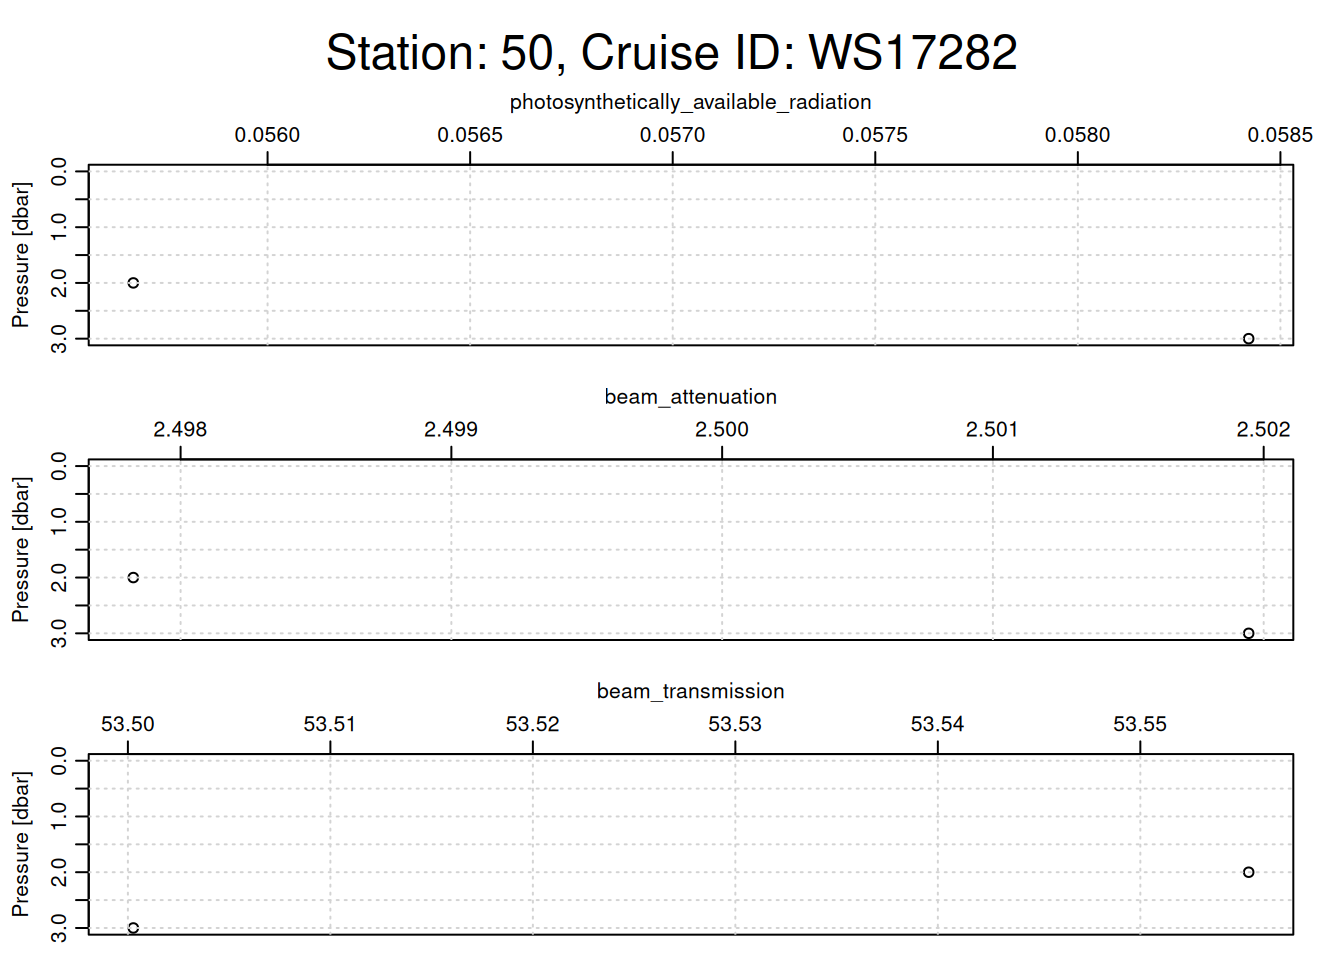 Station: 50, Cruise ID: WS17282
photosynthetically_available_radiation
0.0560 0.0565 0.0570 0.0575 0.0580 0.0585
Pressure [dbar]
0.0 1.0 2.0 3.0
beam_attenuation
2.498 2.499 2.500 2.501 2.502
Pressure [dbar]
0.0 1.0 2.0 3.0
beam_transmission
53.50 53.51 53.52 53.53 53.54 53.55
Pressure [dbar]
0.0 1.0 2.0 3.0